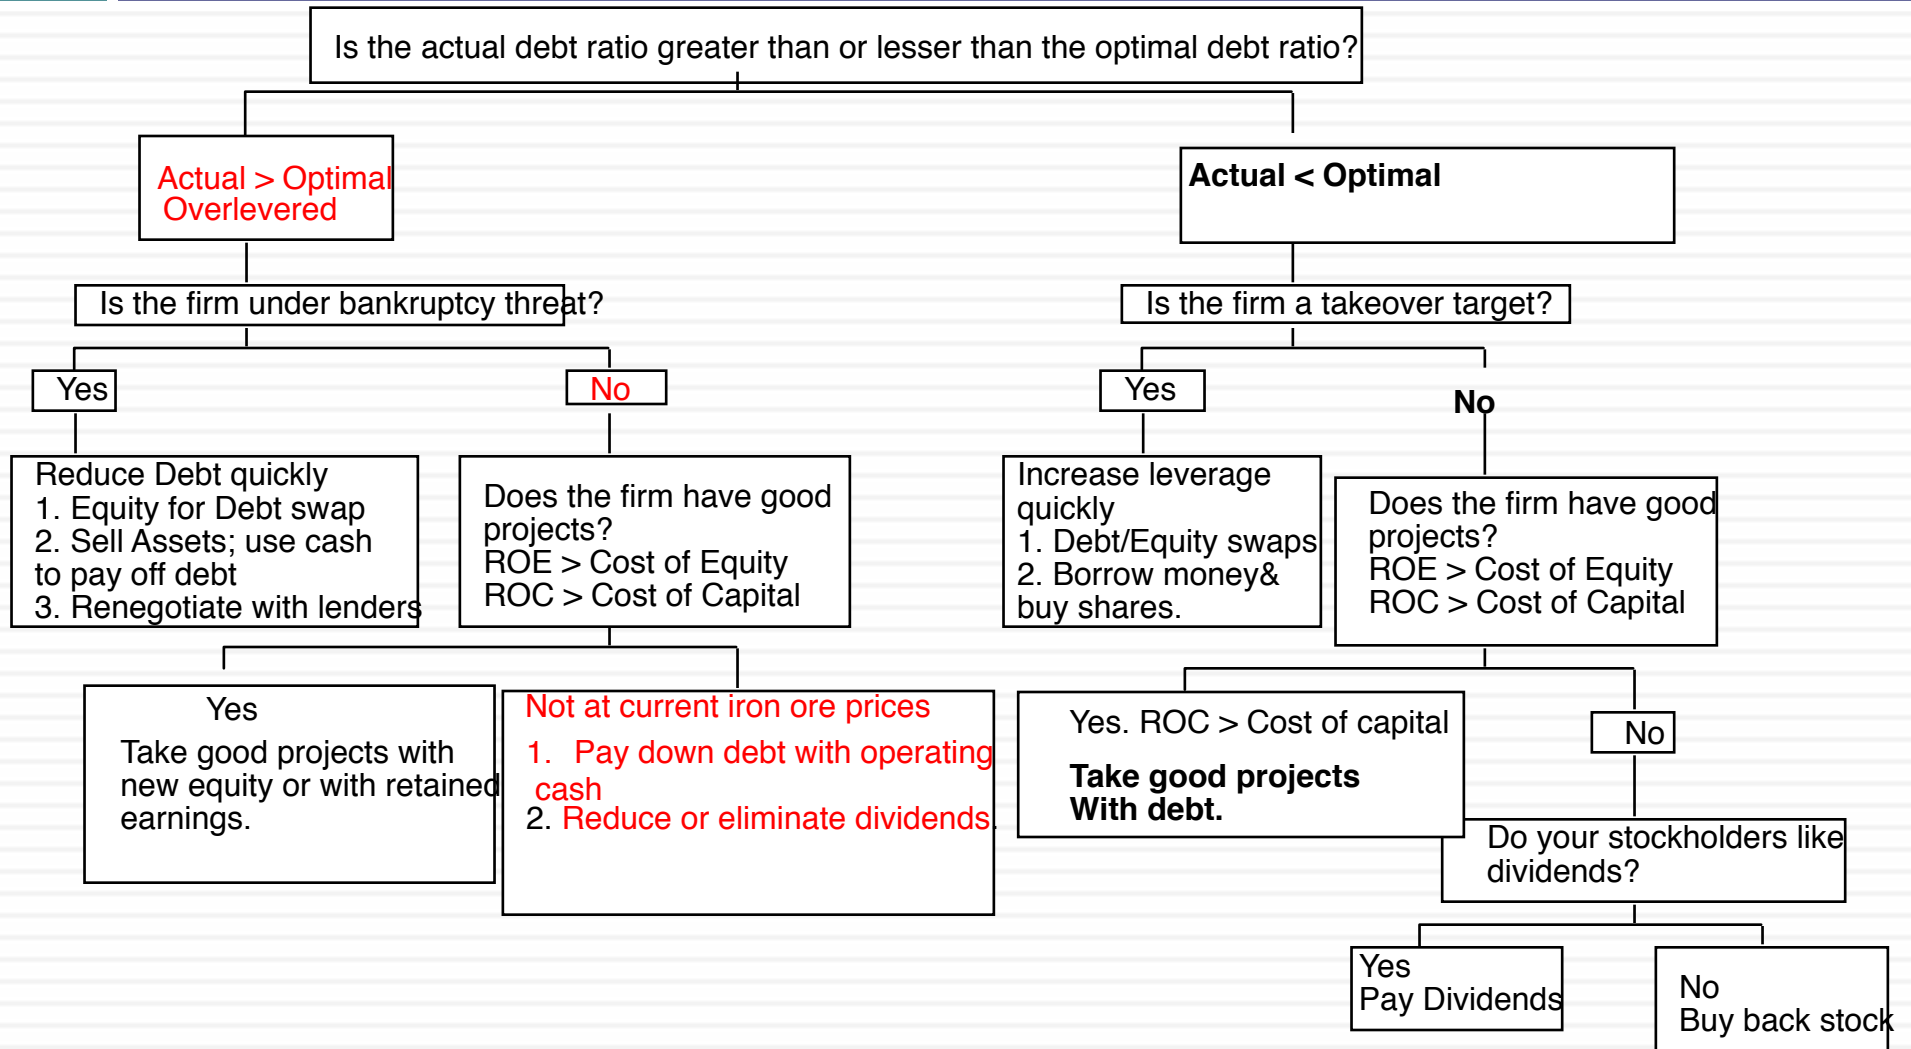 Is the actual debt ratio greater than or lesser than the optimal debt ratio?
Actual > Optimal
Overlevered
Actual < Optimal
Is the firm under bankruptcy threat?
Is the firm a takeover target?
Yes
No
Yes
No
Reduce Debt quickly
1. Equity for Debt swap
2. Sell Assets; use cash
to pay off debt
3. Renegotiate with lenders
Does the firm have good
projects?
ROE > Cost of Equity
ROC > Cost of Capital
Increase leverage
quickly
1. Debt/Equity swaps
2. Borrow money&
buy shares.
Does the firm have good
projects?
ROE > Cost of Equity
ROC > Cost of Capital
Yes
Take good projects with
new equity or with retained
earnings.
Not at current iron ore prices
1. Pay down debt with operating
cash
2. Reduce or eliminate dividends.
Yes. ROC > Cost of capital
Take good projects
With debt.
No
Do your stockholders like
dividends?
Yes
Pay Dividends
No
Buy back stock